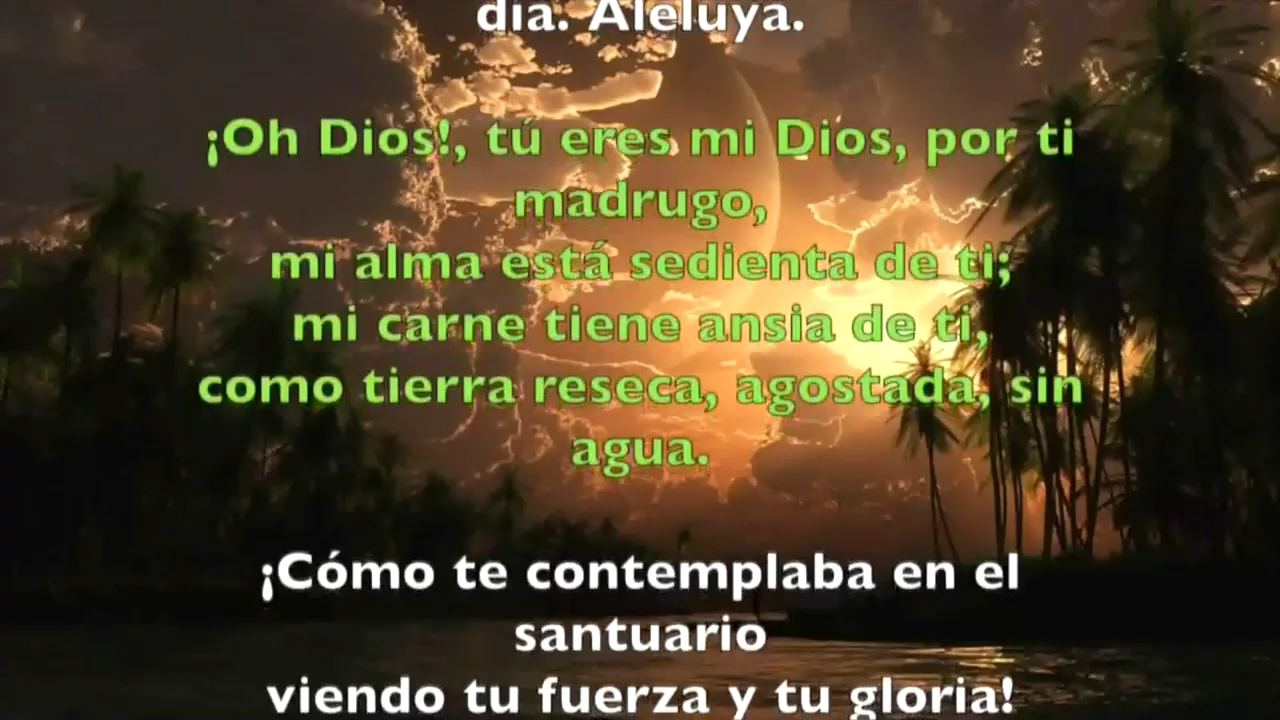 día. Aleluya.
¡Oh Dios!, tú eres mi Dios, por ti
madrugo,
mi alma está sedienta de ti;
mi carne tiene ansia de ti,
como tierra reseca, agostada, sin
agua.
¡Cómo te contemplaba en el
santuario
viendo tu fuerza y tu gloria!